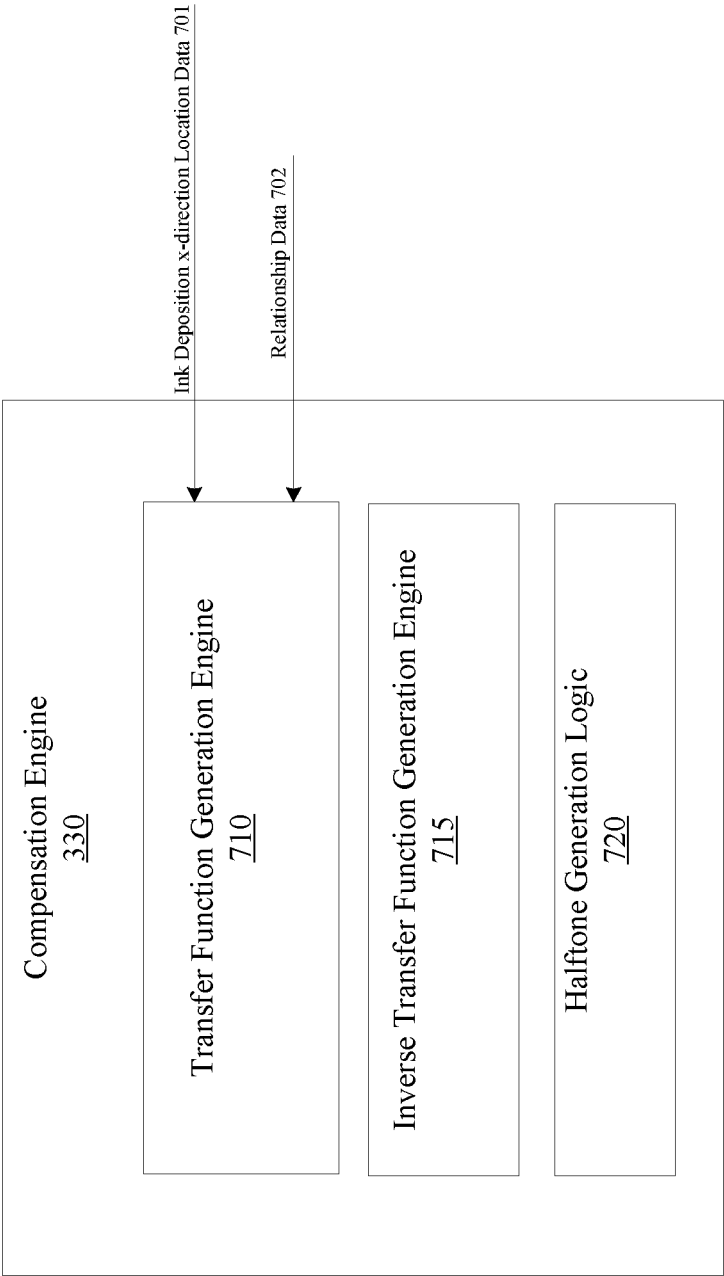 Compensation Engine
330
Ink Deposition x-direction Location Data 701
Relationship Data 702
Transfer Function Generation Engine
710
Inverse Transfer Function Generation Engine
715
Halftone Generation Logic
720